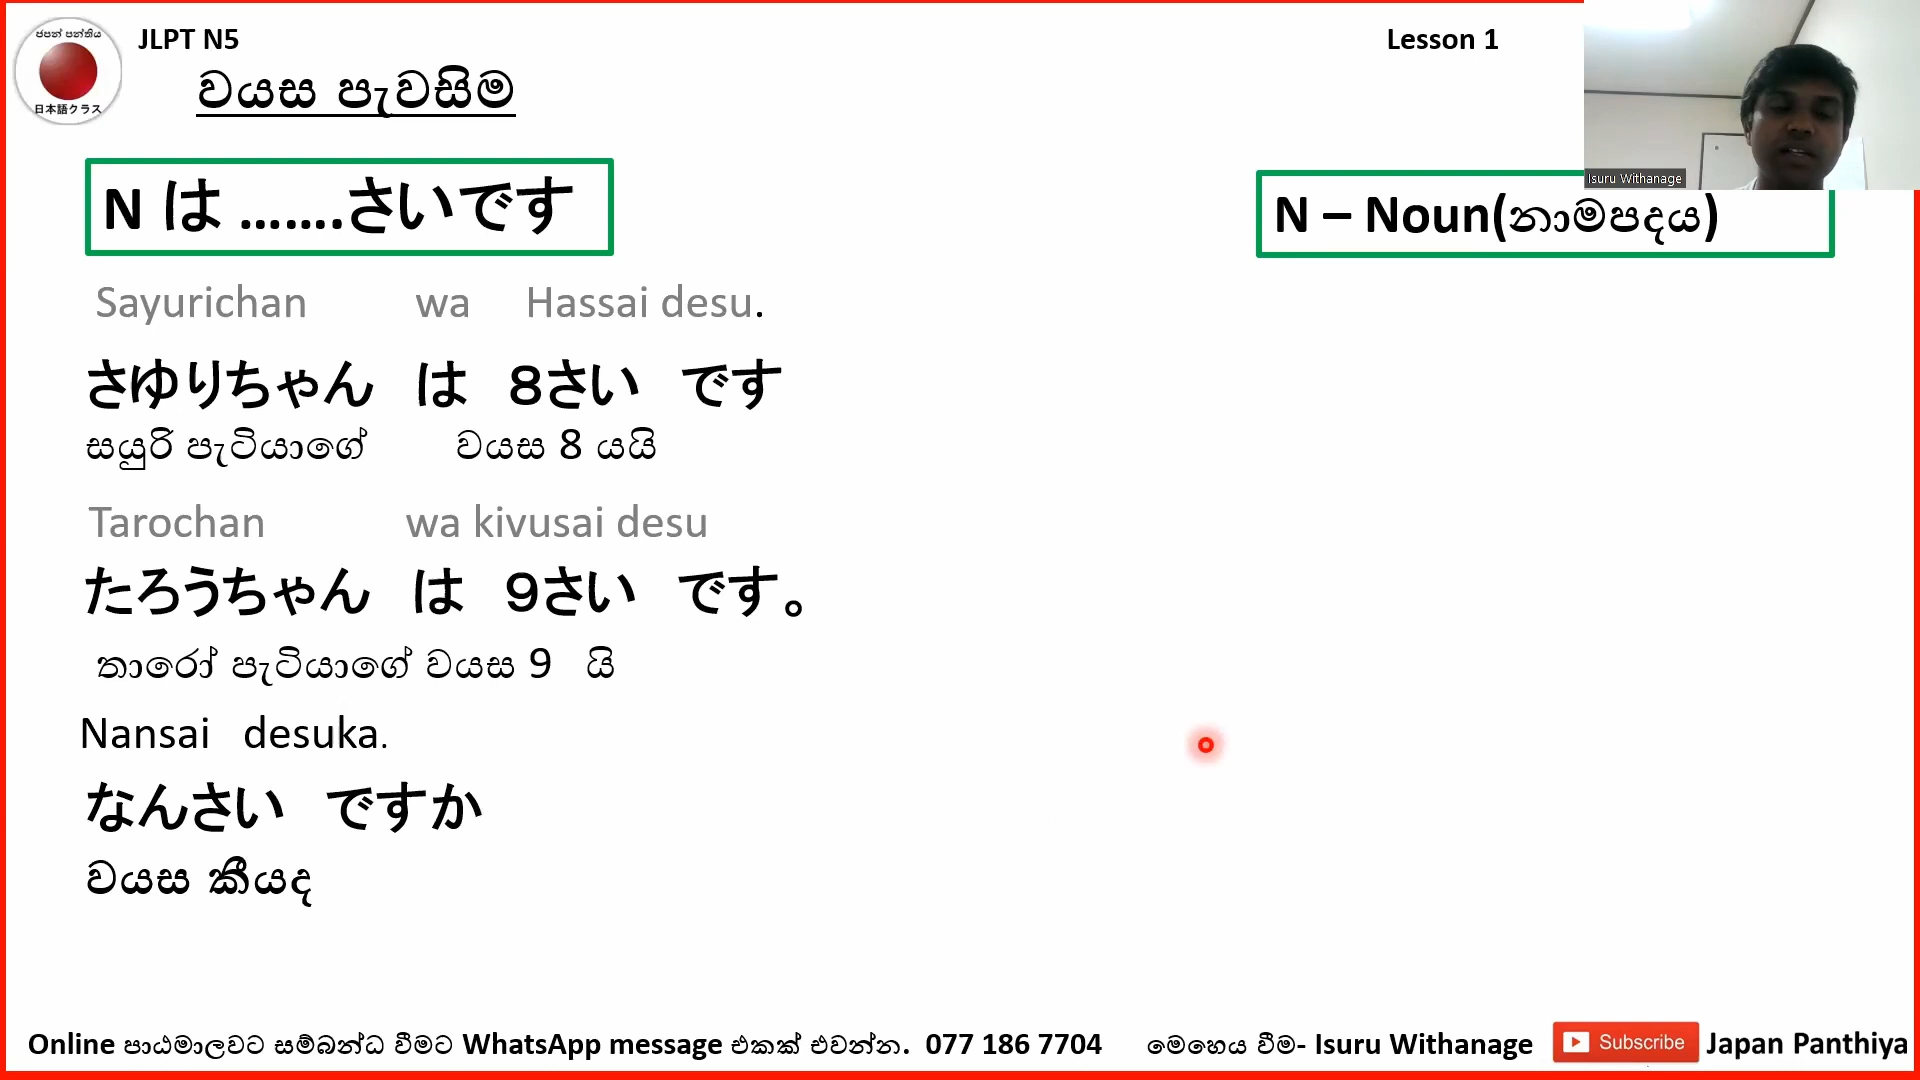 ජපන් පන්තිය
日本語クラス
JLPT N5
Lesson 1
වයස පැවසිම
Isuru Withanage
N は .......さいです
N – Noun(නාමපදය)
Sayurichan wa Hassai desu.
さゆりちゃん は 8さい です
සයුරි පැටියාගේ වයස 8 යයි
Tarochan wa kivusai desu
たろうちゃん は 9さい です。
තාරෝ පැටියාගේ වයස 9 යි
Nansai desuka.
なんさい ですか
වයස කීයද
Online පාඨමාලවට සම්බන්ධ වීමට WhatsApp message එකක් එවන්න. 077 186 7704 මෙහෙය වීම- Isuru Withanage Subscribe Japan Panthiya